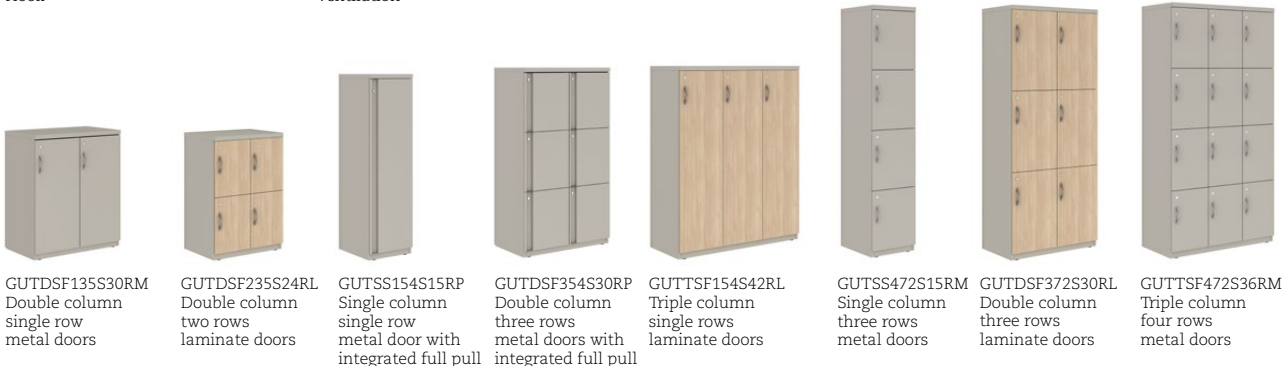 GUTDSF135S30RM
Double column
single row
metal doors
GUTDSF235S24RL
Double column
two rows
laminate doors
GUTSS154S15RP
Single column
single row
metal door with
integrated full pull
GUTDSF354S30RP
Double column
three rows
metal doors with
integrated full pull
GUTTSF154S42RL
Triple column
single rows
laminate doors
GUTSS472S15RM
Single column
three rows
metal doors
GUTDSF372S30RL
Double column
three rows
laminate doors
GUTTSF472S36RM
Triple column
four rows
metal doors